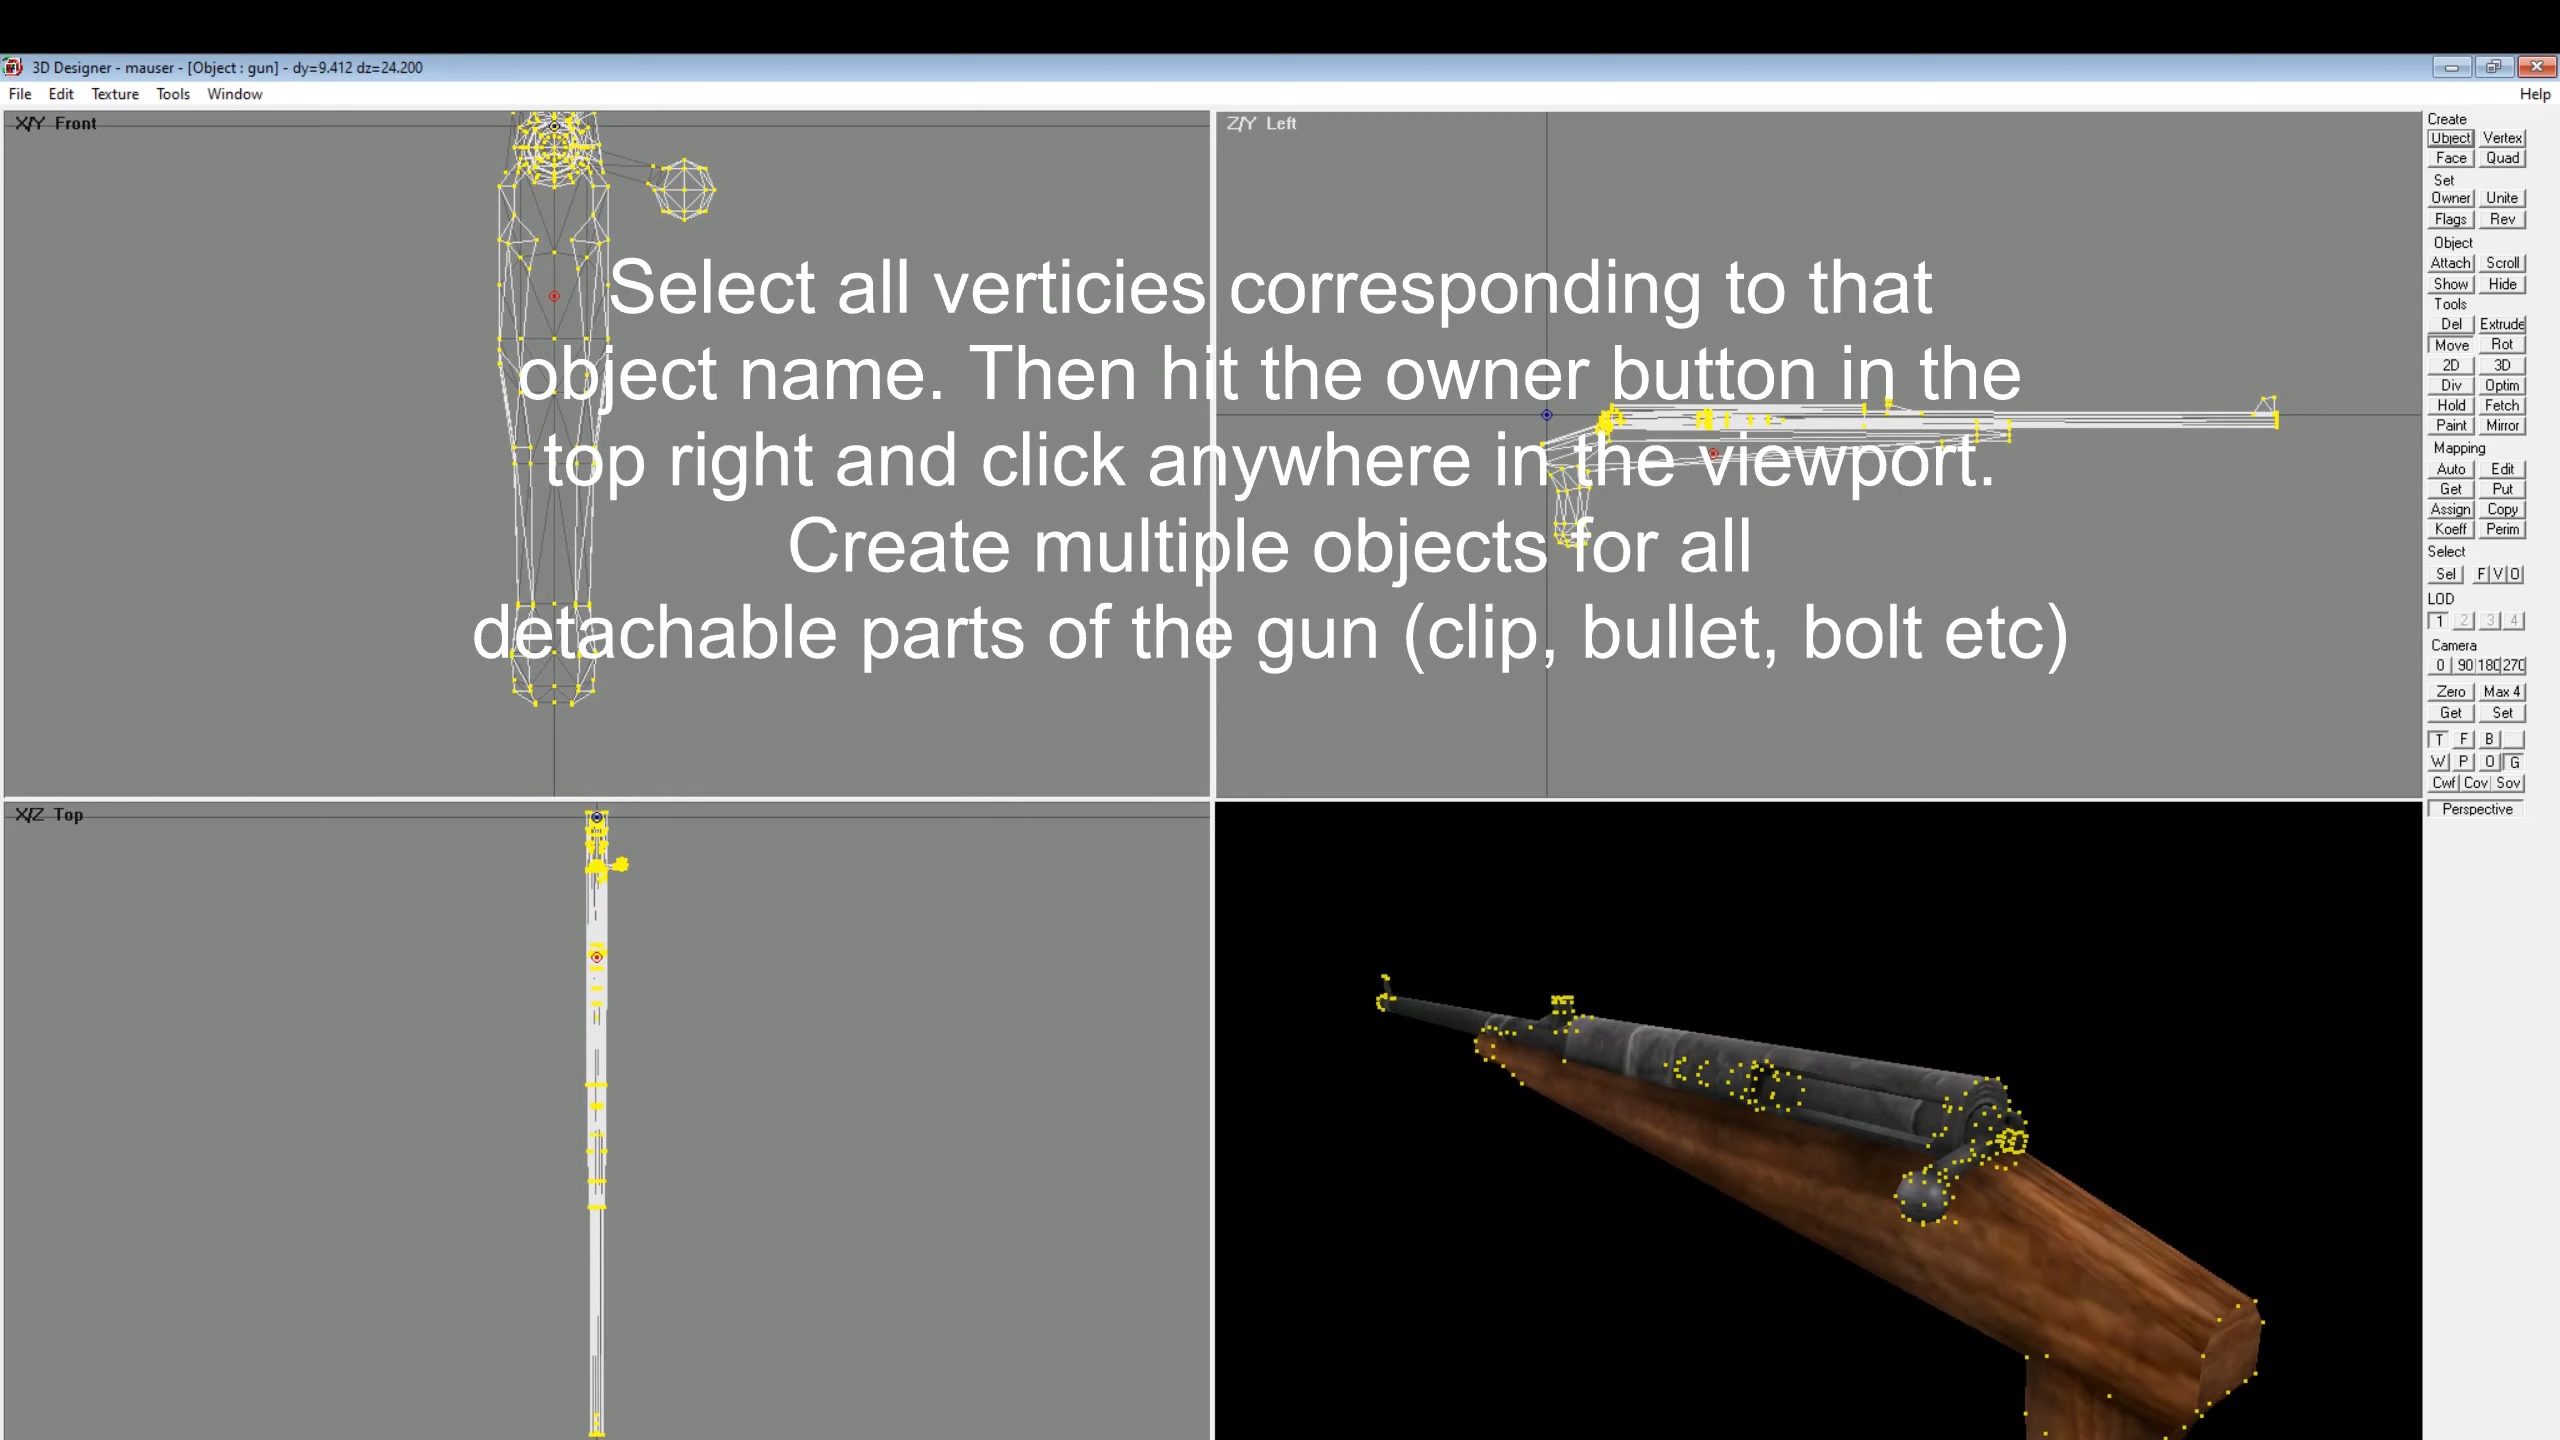 3D Designer - mauser - [Object : gun] - dy=9.412 dz=24.200
File Edit Texture Tools Window Help
X/Y Front
Z/Y Left
Select all verticies corresponding to that
object name. Then hit the owner button in the
top right and click anywhere in the viewport.
Create multiple objects for all
detachable parts of the gun (clip, bullet, bolt etc)
X/Z Top
Create
Object Vertex
Face Quad
Set
Owner Unite
Flags Rev
Object
Attach Scroll
Show Hide
Tools
Del Extrude
Move Rot
2D 3D
Div Optim
Hold Fetch
Paint Mirror
Mapping
Auto Edit
Get Put
Assign Copy
Koeff Perim
Select
Sel F V O
LOD
1 2 3 4
Camera
0 90 180 270
Zero Max 4
Get Set
T F B
W P O G
Cwf Cov Sov
Perspective